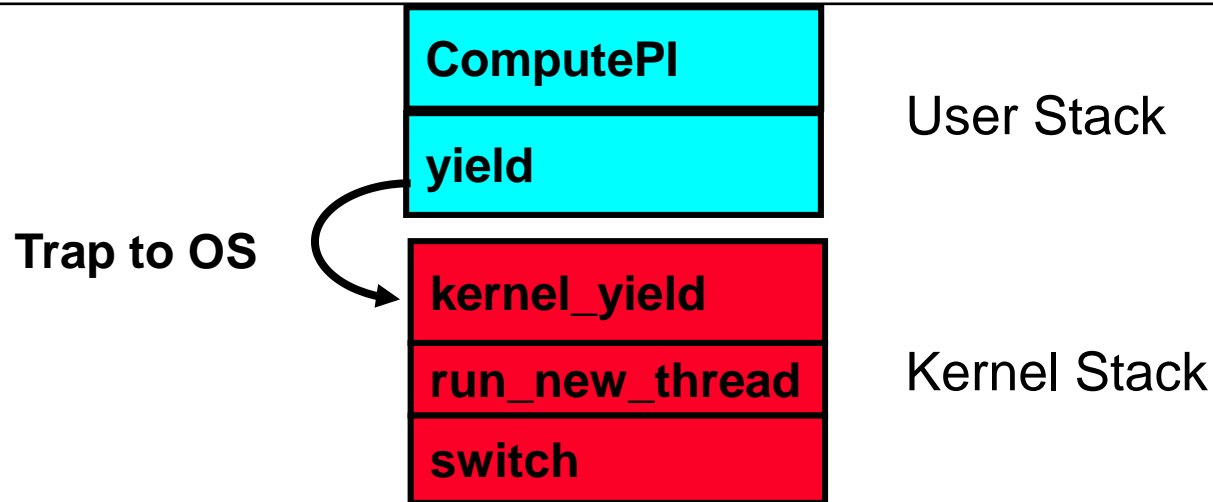 ComputePI
User Stack
yield
Trap to OS
kernel_yield
run_new_thread
Kernel Stack
switch